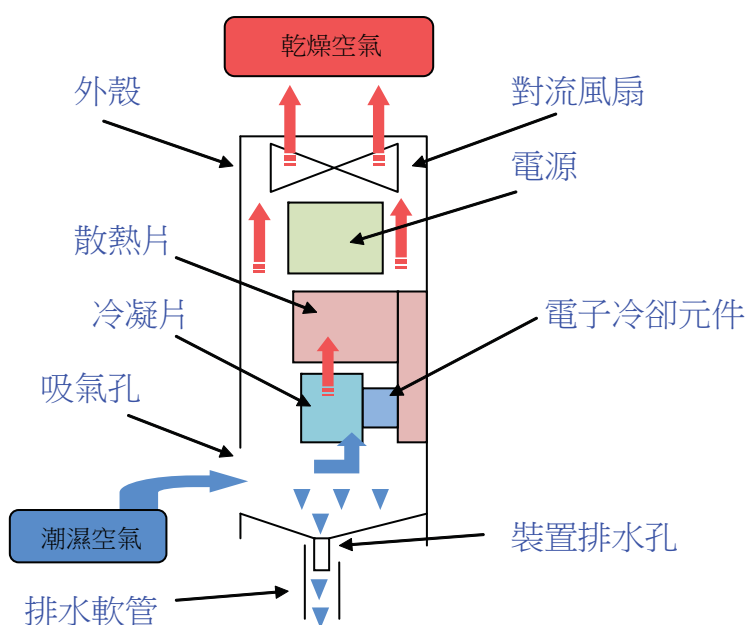 乾燥空氣
外殼
對流風扇
電源
散熱片
冷凝片
電子冷卻元件
吸氣孔
潮濕空氣
裝置排水孔
排水軟管